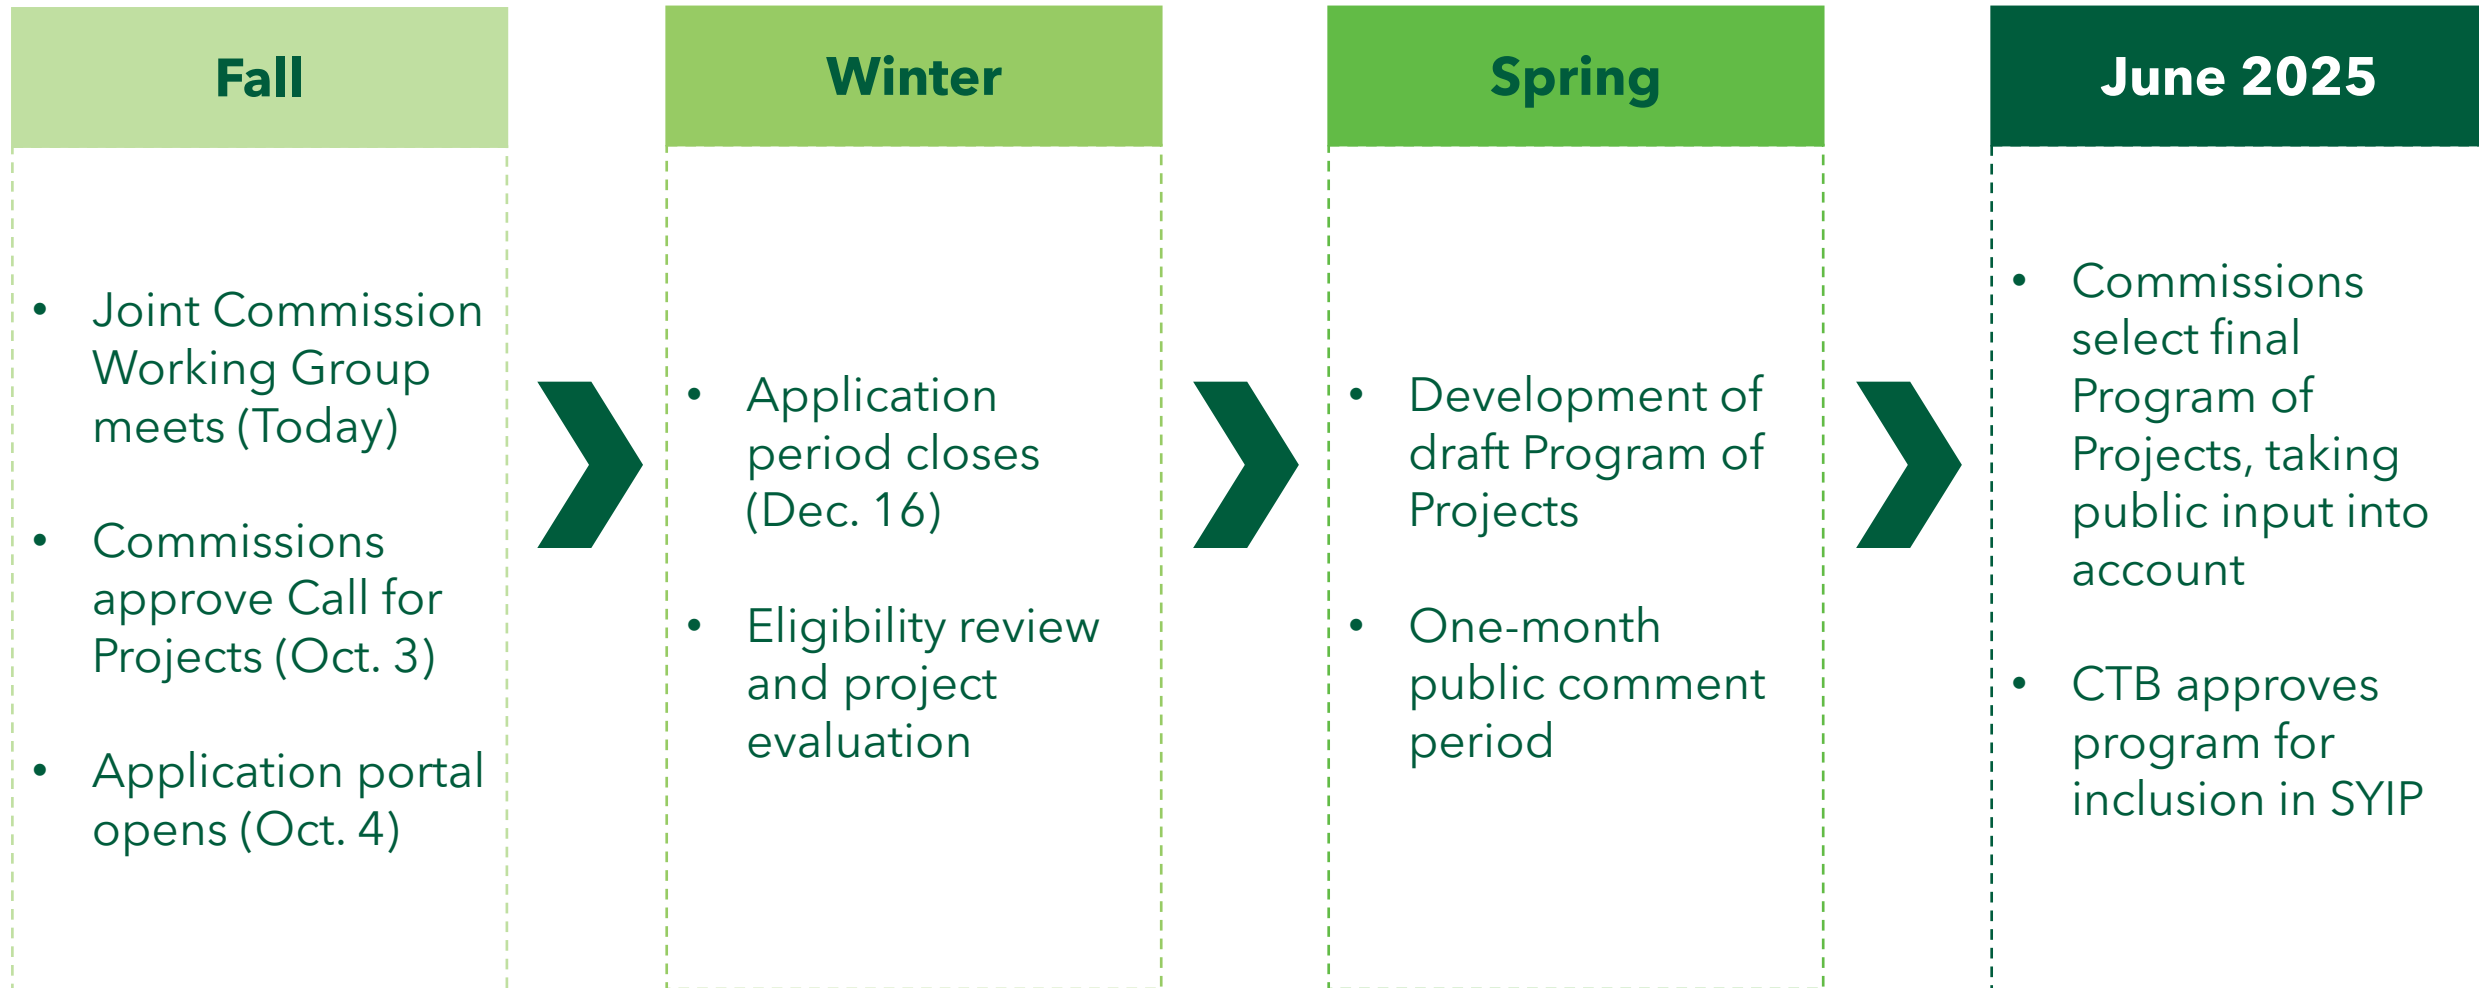 Fall
• Joint Commission
Working Group
meets (Today)
• Commissions
approve Call for
Projects (Oct. 3)
• Application portal
opens (Oct. 4)
Winter
• Application
period closes
(Dec. 16)
• Eligibility review
and project
evaluation
Spring
• Development of
draft Program of
Projects
• One-month
public comment
period
June 2025
• Commissions
select final
Program of
Projects, taking
public input into
account
• CTB approves
program for
inclusion in SYIP